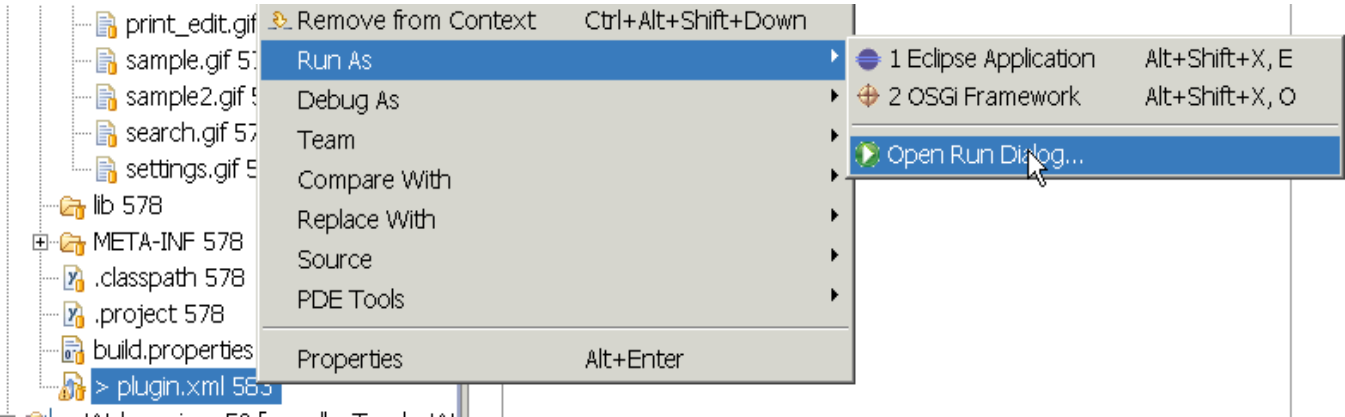 print_edit.gif
Remove from Context Ctrl+Alt+Shift+Down
sample.gif
Run As
1 Eclipse Application Alt+Shift+X, E
sample2.gif
Debug As
2 OSGi Framework Alt+Shift+X, O
search.gif 57
Team
Open Run Dialog...
settings.gif
Compare With
lib 578
Replace With
META-INF 578
Source
.classpath 578
PDE Tools
.project 578
build.properties
Properties Alt+Enter
> plugin.xml 583